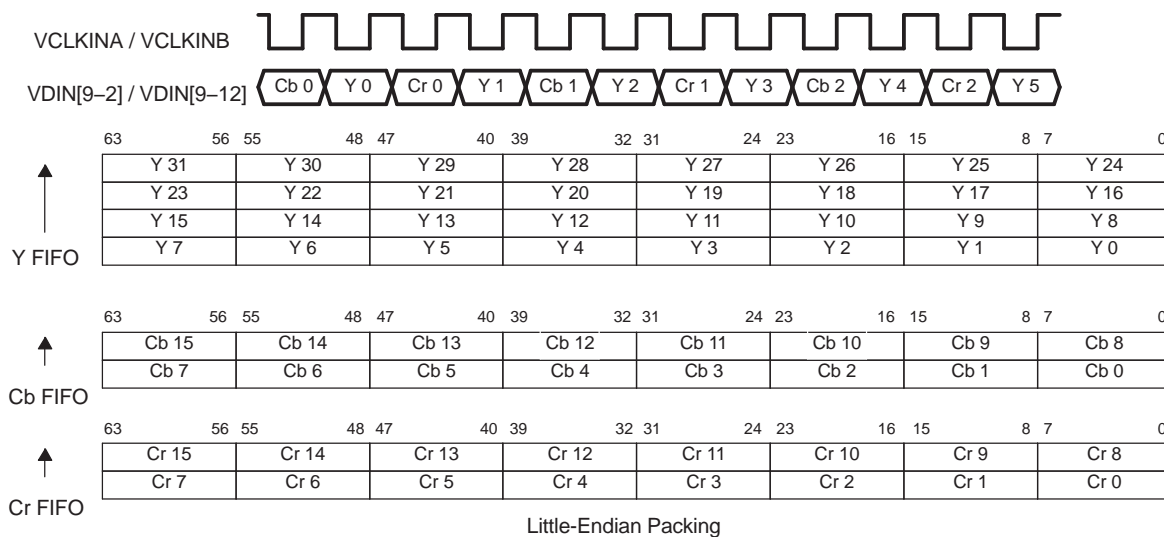 VCLKINA / VCLKINB
VDIN[9–2] / VDIN[9–12] Cb 0 Y 0 Cr 0 Y 1 Cb 1 Y 2 Cr 1 Y 3 Cb 2 Y 4 Cr 2 Y 5
63 56 55 48 47 40 39 32 31 24 23 16 15 8 7 0
Y 31 Y 30 Y 29 Y 28 Y 27 Y 26 Y 25 Y 24
Y 23 Y 22 Y 21 Y 20 Y 19 Y 18 Y 17 Y 16
Y 15 Y 14 Y 13 Y 12 Y 11 Y 10 Y 9 Y 8
Y 7 Y 6 Y 5 Y 4 Y 3 Y 2 Y 1 Y 0
Y FIFO
63 56 55 48 47 40 39 32 31 24 23 16 15 8 7 0
Cb 15 Cb 14 Cb 13 Cb 12 Cb 11 Cb 10 Cb 9 Cb 8
Cb 7 Cb 6 Cb 5 Cb 4 Cb 3 Cb 2 Cb 1 Cb 0
Cb FIFO
63 56 55 48 47 40 39 32 31 24 23 16 15 8 7 0
Cr 15 Cr 14 Cr 13 Cr 12 Cr 11 Cr 10 Cr 9 Cr 8
Cr 7 Cr 6 Cr 5 Cr 4 Cr 3 Cr 2 Cr 1 Cr 0
Cr FIFO
Little-Endian Packing